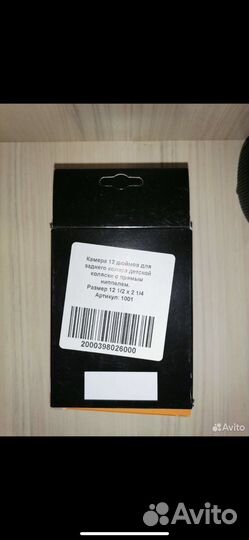 Камера 12 дюймов для
заднего колеса детской
коляски с прямым
ниппелем.
Размер 12 1/2 x 2 1/4
Артикул: 1001
2000398026000
Avito
Avito